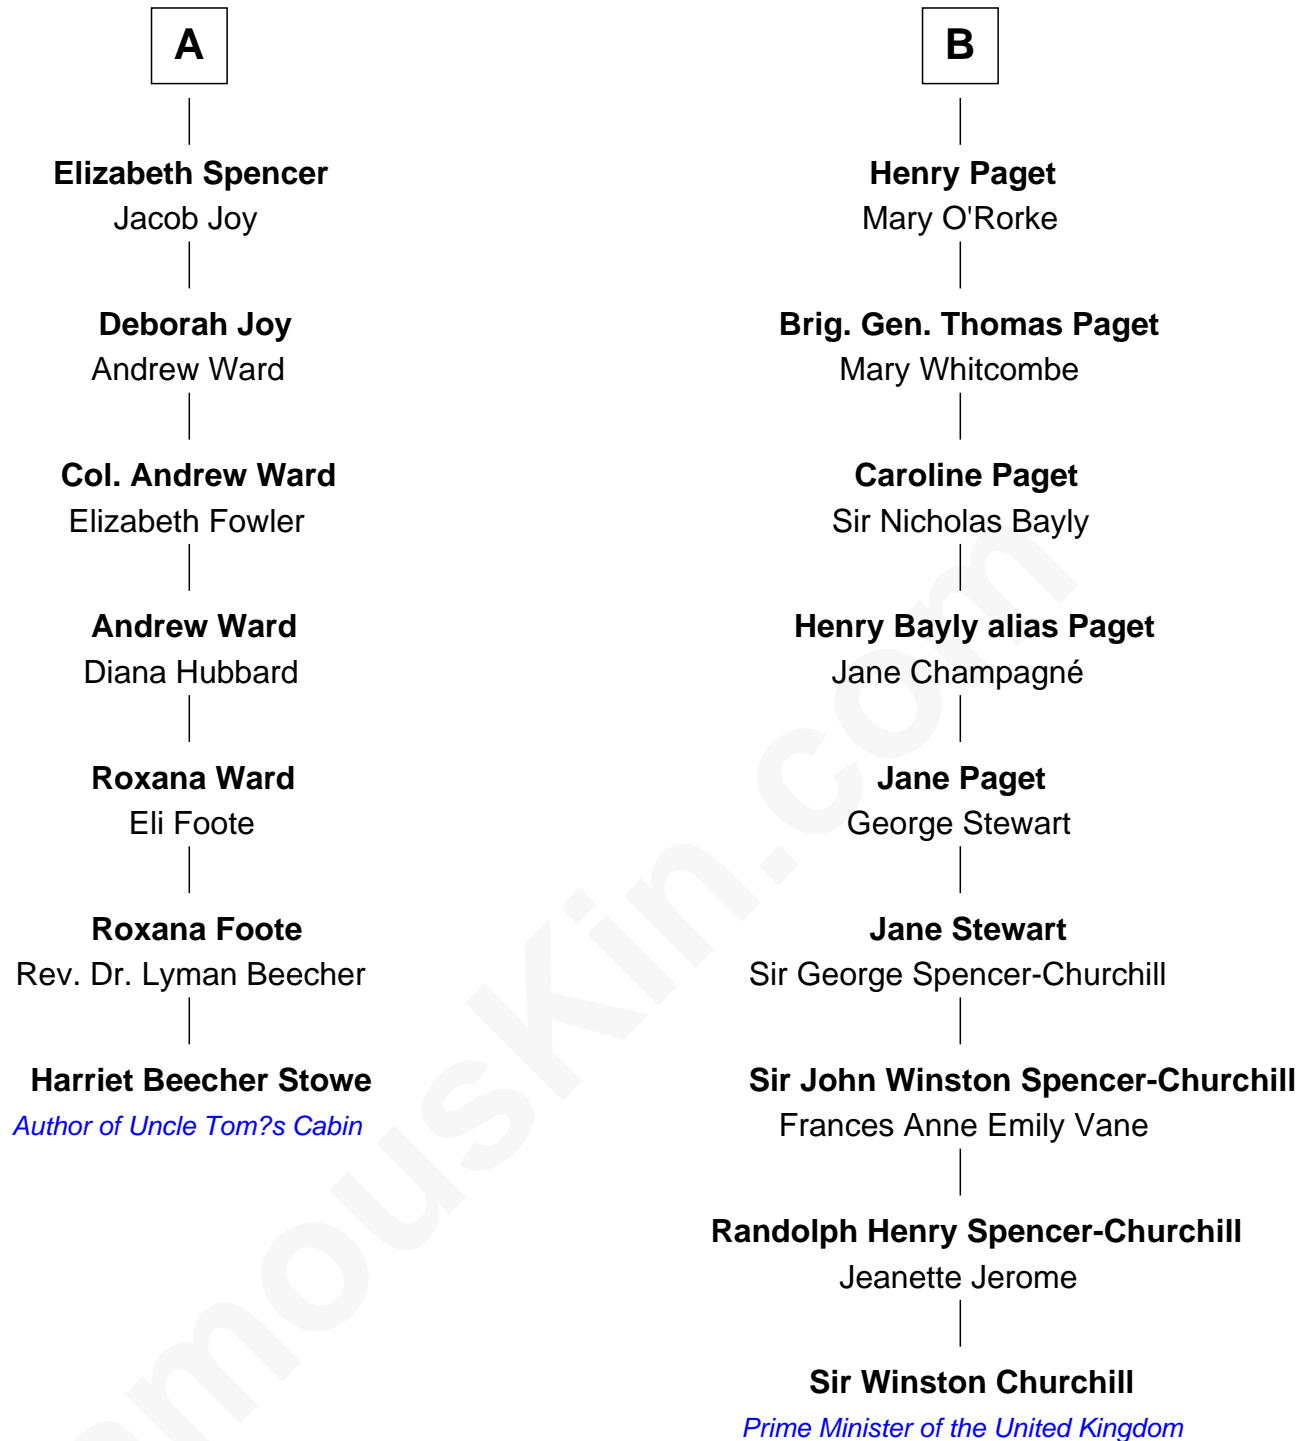 A
Elizabeth Spencer
Jacob Joy
Deborah Joy
Andrew Ward
Col. Andrew Ward
Elizabeth Fowler
Andrew Ward
Diana Hubbard
Roxana Ward
Eli Foote
Roxana Foote
Rev. Dr. Lyman Beecher
Harriet Beecher Stowe
Author of Uncle Tom?s Cabin
B
Henry Paget
Mary O'Rorke
Brig. Gen. Thomas Paget
Mary Whitcombe
Caroline Paget
Sir Nicholas Bayly
Henry Bayly alias Paget
Jane Champagné
Jane Paget
George Stewart
Jane Stewart
Sir George Spencer-Churchill
Sir John Winston Spencer-Churchill
Frances Anne Emily Vane
Randolph Henry Spencer-Churchill
Jeanette Jerome
Sir Winston Churchill
Prime Minister of the United Kingdom
mousKin.com